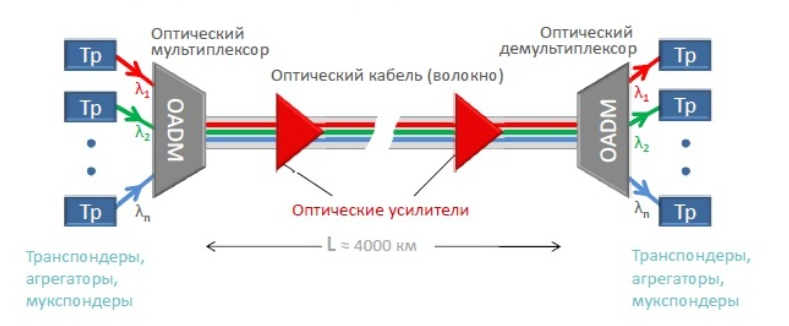 Оптический
мультиплексор
Оптический
демультиплексор
Оптический кабель (волокно)
Тр
λ1
Тр
λ2
Тр
λn
OADM
OADM
Тр
λ1
Тр
λ2
Тр
λn
Оптические усилители
L ≈ 4000 км
Транспондеры,
агрегаторы,
мукспондеры
Транспондеры,
агрегаторы,
мукспондеры